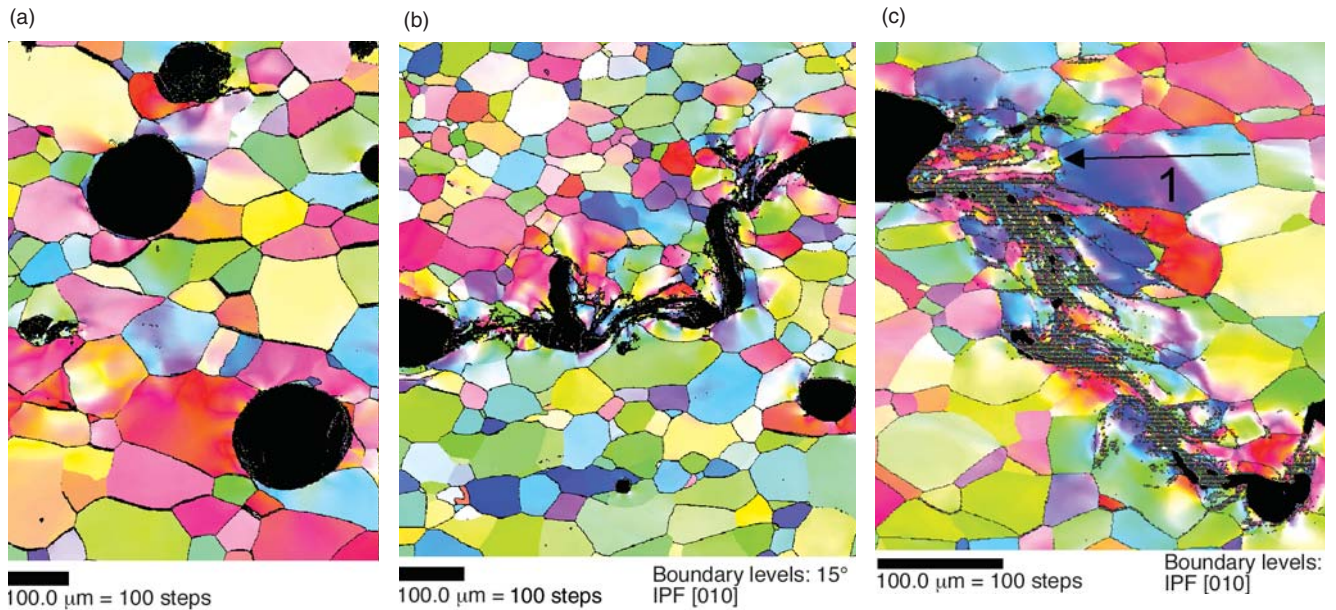 (a)
(b)
(c)
1
100.0 µm = 100 steps
100.0 µm = 100 steps
Boundary levels: 15°
IPF [010]
100.0 µm = 100 steps
Boundary levels:
IPF [010]